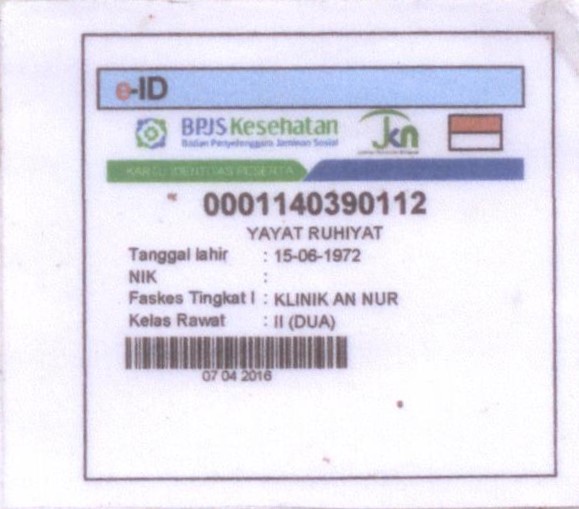 e-ID
BPJS Kesehatan
Badan Penyelenggara Jaminan Sosial
JKN
KARTU IDENTITAS PESERTA
0001140390112
YAYAT RUHIYAT
Tanggal lahir : 15-06-1972
NIK :
Faskes Tingkat I : KLINIK AN NUR
Kelas Rawat : II (DUA)
07 04 2016